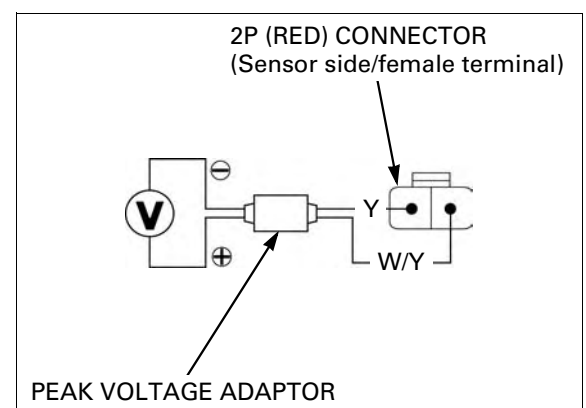 2P (RED) CONNECTOR
(Sensor side/female terminal)
⊖
V
Y
⊕
W/Y
PEAK VOLTAGE ADAPTOR